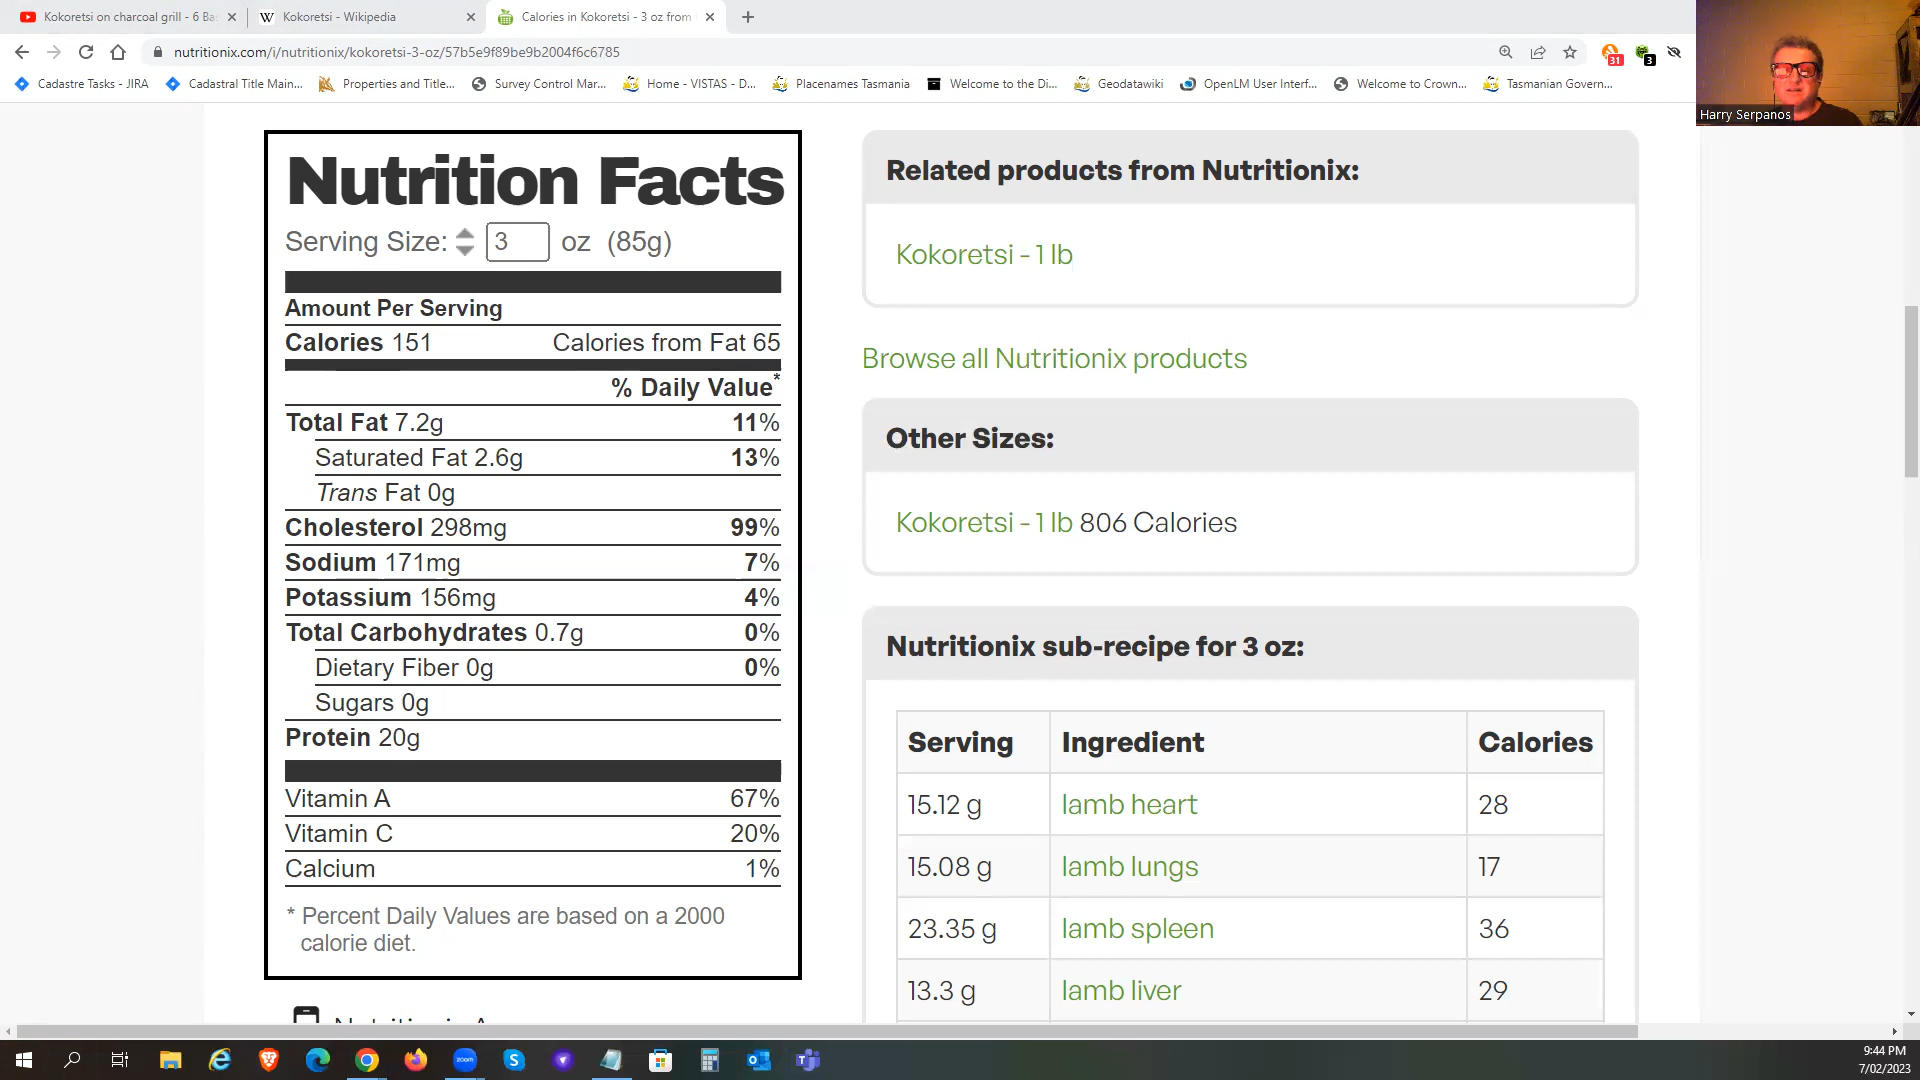 Kokoretsi on charcoal grill - 6 Ba
Kokoretsi - Wikipedia
Calories in Kokoretsi - 3 oz from
nutritionix.com/i/nutritionix/kokoretsi-3-oz/57b5e9f89be9b2004f6c6785
31
3
Cadastre Tasks - JIRA
Cadastral Title Main...
Properties and Title...
Survey Control Mar...
Home - VISTAS - D...
Placenames Tasmania
Welcome to the Di...
Geodatawiki
OpenLM User Interf...
Welcome to Crown...
Tasmanian Govern...
Harry Serpanos
Nutrition Facts
Serving Size: 3 oz (85g)
Amount Per Serving
Calories 151 Calories from Fat 65
% Daily Value*
Total Fat 7.2g 11%
Saturated Fat 2.6g 13%
Trans Fat 0g
Cholesterol 298mg 99%
Sodium 171mg 7%
Potassium 156mg 4%
Total Carbohydrates 0.7g 0%
Dietary Fiber 0g 0%
Sugars 0g
Protein 20g
Vitamin A 67%
Vitamin C 20%
Calcium 1%
* Percent Daily Values are based on a 2000
calorie diet.
Related products from Nutritionix:
Kokoretsi - 1 lb
Browse all Nutritionix products
Other Sizes:
Kokoretsi - 1 lb 806 Calories
Nutritionix sub-recipe for 3 oz:
Serving Ingredient Calories
15.12 g lamb heart 28
15.08 g lamb lungs 17
23.35 g lamb spleen 36
13.3 g lamb liver 29
zoom
9:44 PM
7/02/2023